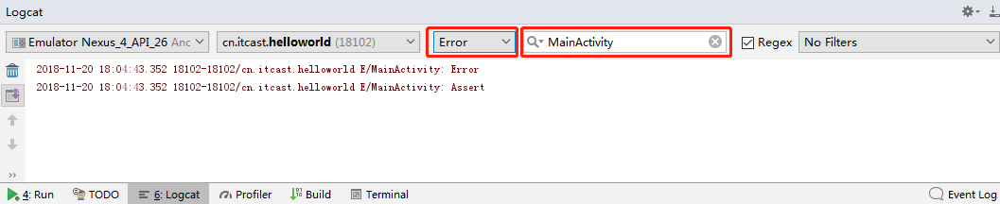 Logcat
Emulator Nexus_4_API_26 Anc cn.itcast.helloworld (18102) Error MainActivity Regex No Filters
2018-11-20 18:04:43.352 18102-18102/cn.itcast.helloworld E/MainActivity: Error
2018-11-20 18:04:43.352 18102-18102/cn.itcast.helloworld E/MainActivity: Assert
4: Run TODO 6: Logcat Profiler Build Terminal Event Log